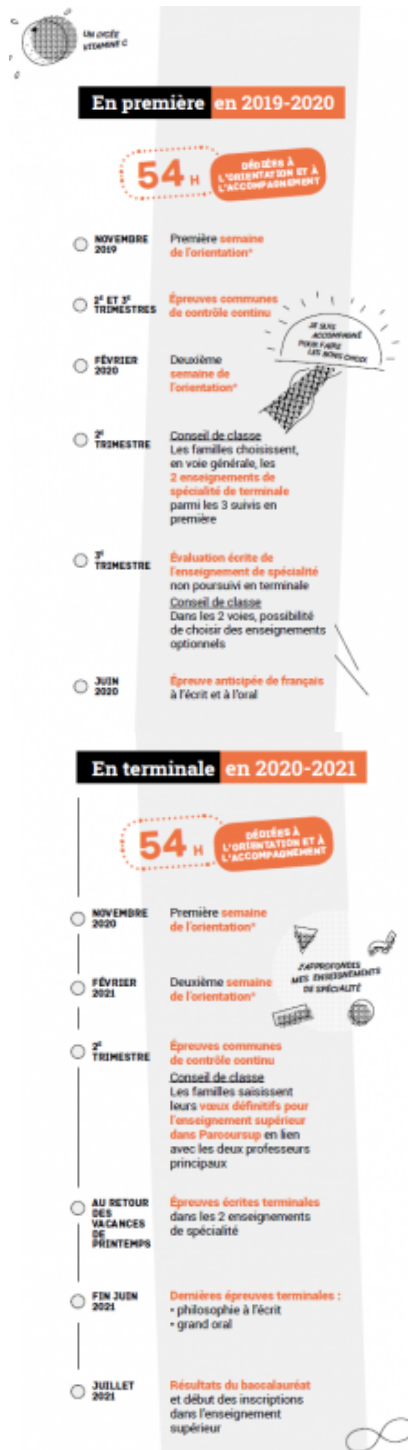 UN LYCÉE
VITAMINE C
En première en 2019-2020
54 H
DÉDIÉES À
L'ORIENTATION ET À
L'ACCOMPAGNEMENT
NOVEMBRE
2019
Première semaine
de l'orientation*
2E ET 3E
TRIMESTRES
Épreuves communes
de contrôle continu
JE SUIS
ACCOMPAGNÉ
POUR FAIRE
LES BONS CHOIX
FÉVRIER
2020
Deuxième
semaine de
l'orientation*
2E
TRIMESTRE
Conseil de classe
Les familles choisissent,
en voie générale, les
2 enseignements de
spécialité de terminale
parmi les 3 suivis en
première
3E
TRIMESTRE
Évaluation écrite de
l'enseignement de spécialité
non poursuivi en terminale
Conseil de classe
Dans les 2 voies, possibilité
de choisir des enseignements
optionnels
JUIN
2020
Épreuve anticipée de français
à l'écrit et à l'oral
En terminale en 2020-2021
54 H
DÉDIÉES À
L'ORIENTATION ET À
L'ACCOMPAGNEMENT
NOVEMBRE
2020
Première semaine
de l'orientation*
J'APPROFONDIS
MES ENSEIGNEMENTS
DE SPÉCIALITÉ
FÉVRIER
2021
Deuxième semaine
de l'orientation*
2E
TRIMESTRE
Épreuves communes
de contrôle continu
Conseil de classe
Les familles saisissent
leurs vœux définitifs pour
l'enseignement supérieur
dans Parcoursup en lien
avec les deux professeurs
principaux
AU RETOUR
DES
VACANCES
DE
PRINTEMPS
Épreuves écrites terminales
dans les 2 enseignements
de spécialité
FIN JUIN
2021
Dernières épreuves terminales :
• philosophie à l'écrit
• grand oral
JUILLET
2021
Résultats du baccalauréat
et début des inscriptions
dans l'enseignement
supérieur